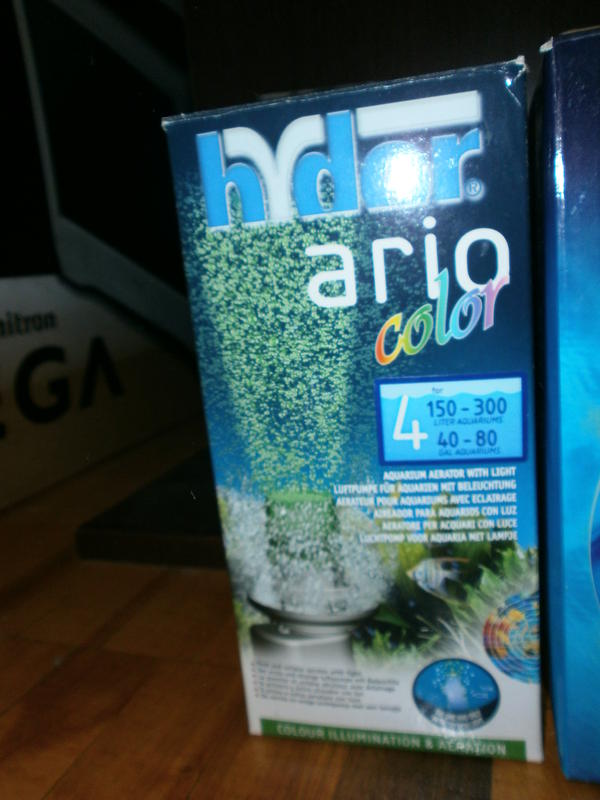 hydor®
ario
color
4
for
150 - 300
LITER AQUARIUMS
40 - 80
GAL AQUARIUMS
AQUARIUM AERATOR WITH LIGHT
LUFTPUMPE FÜR AQUARIEN MIT BELEUCHTUNG
AERATEUR POUR AQUARIUMS AVEC ECLAIRAGE
AIREADOR PARA AQUARIOS CON LUZ
AERATORE PER ACQUARI CON LUCE
LUCHTPOMP VOOR AQUARIA MET LAMPJE
COLOUR ILLUMINATION & AERATION
EGA